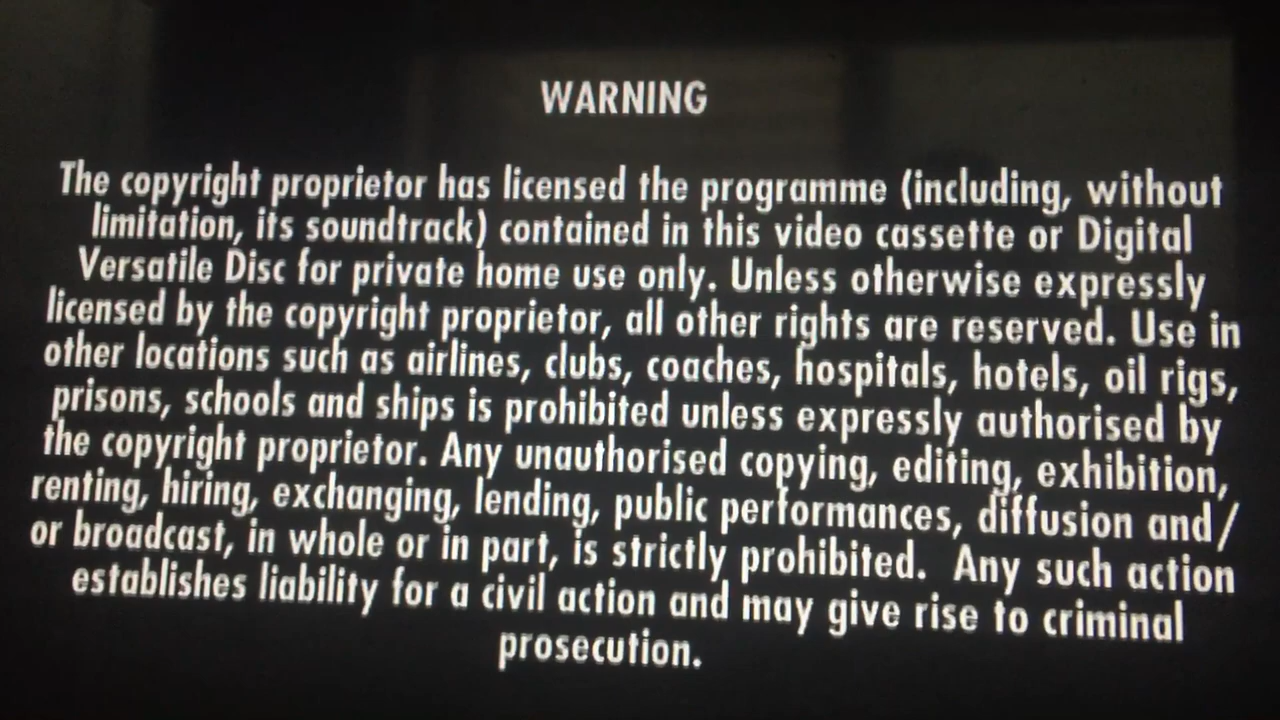 WARNING
The copyright proprietor has licensed the programme (including, without
limitation, its soundtrack) contained in this video cassette or Digital
Versatile Disc for private home use only. Unless otherwise expressly
licensed by the copyright proprietor, all other rights are reserved. Use in
other locations such as airlines, clubs, coaches, hospitals, hotels, oil rigs,
prisons, schools and ships is prohibited unless expressly authorised by
the copyright proprietor. Any unauthorised copying, editing, exhibition,
renting, hiring, exchanging, lending, public performances, diffusion and/
or broadcast, in whole or in part, is strictly prohibited.  Any such action
establishes liability for a civil action and may give rise to criminal
prosecution.